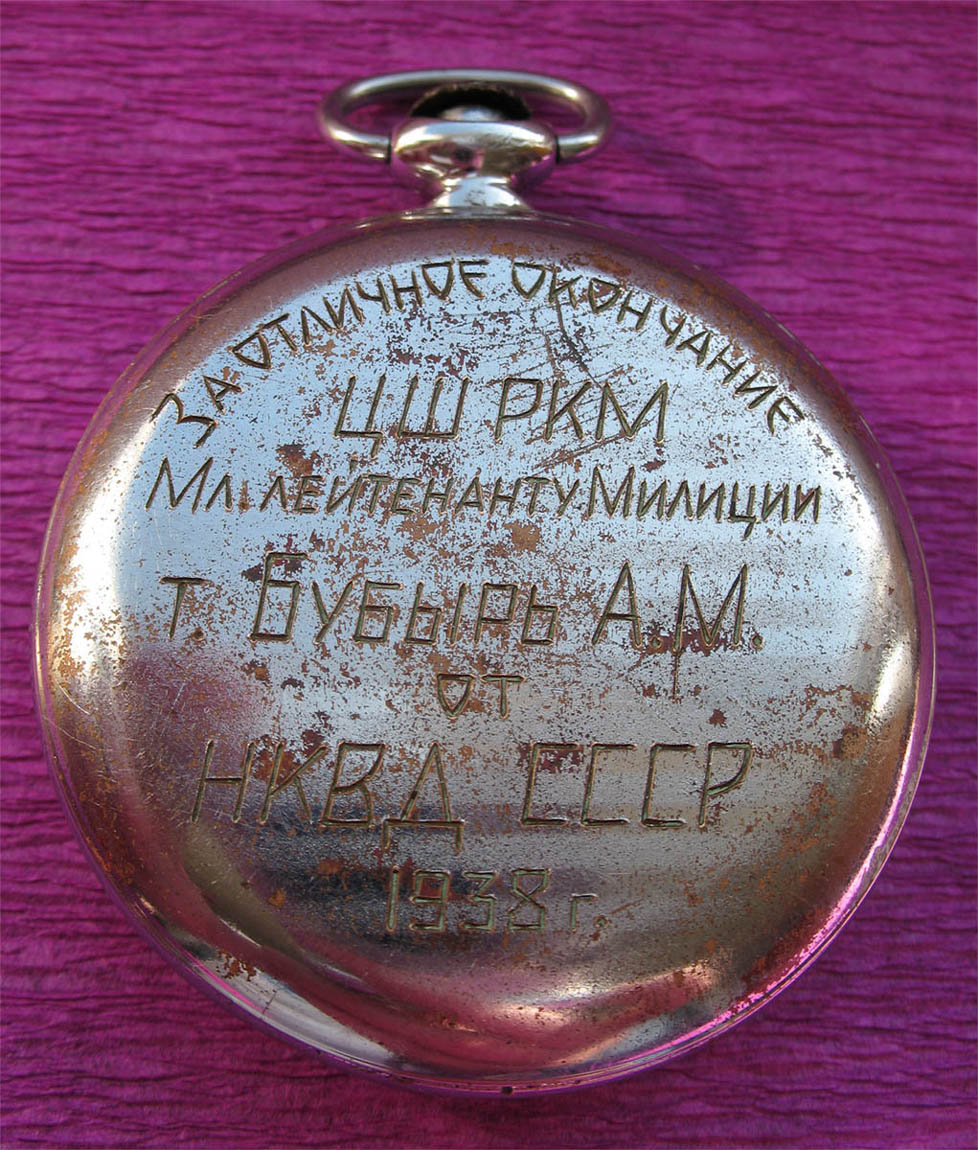 За отличное окончание
ЦШ РКМ
Мл. лейтенанту Милиции
т. Бубырь А.М.
от
НКВД СССР
1938 г.